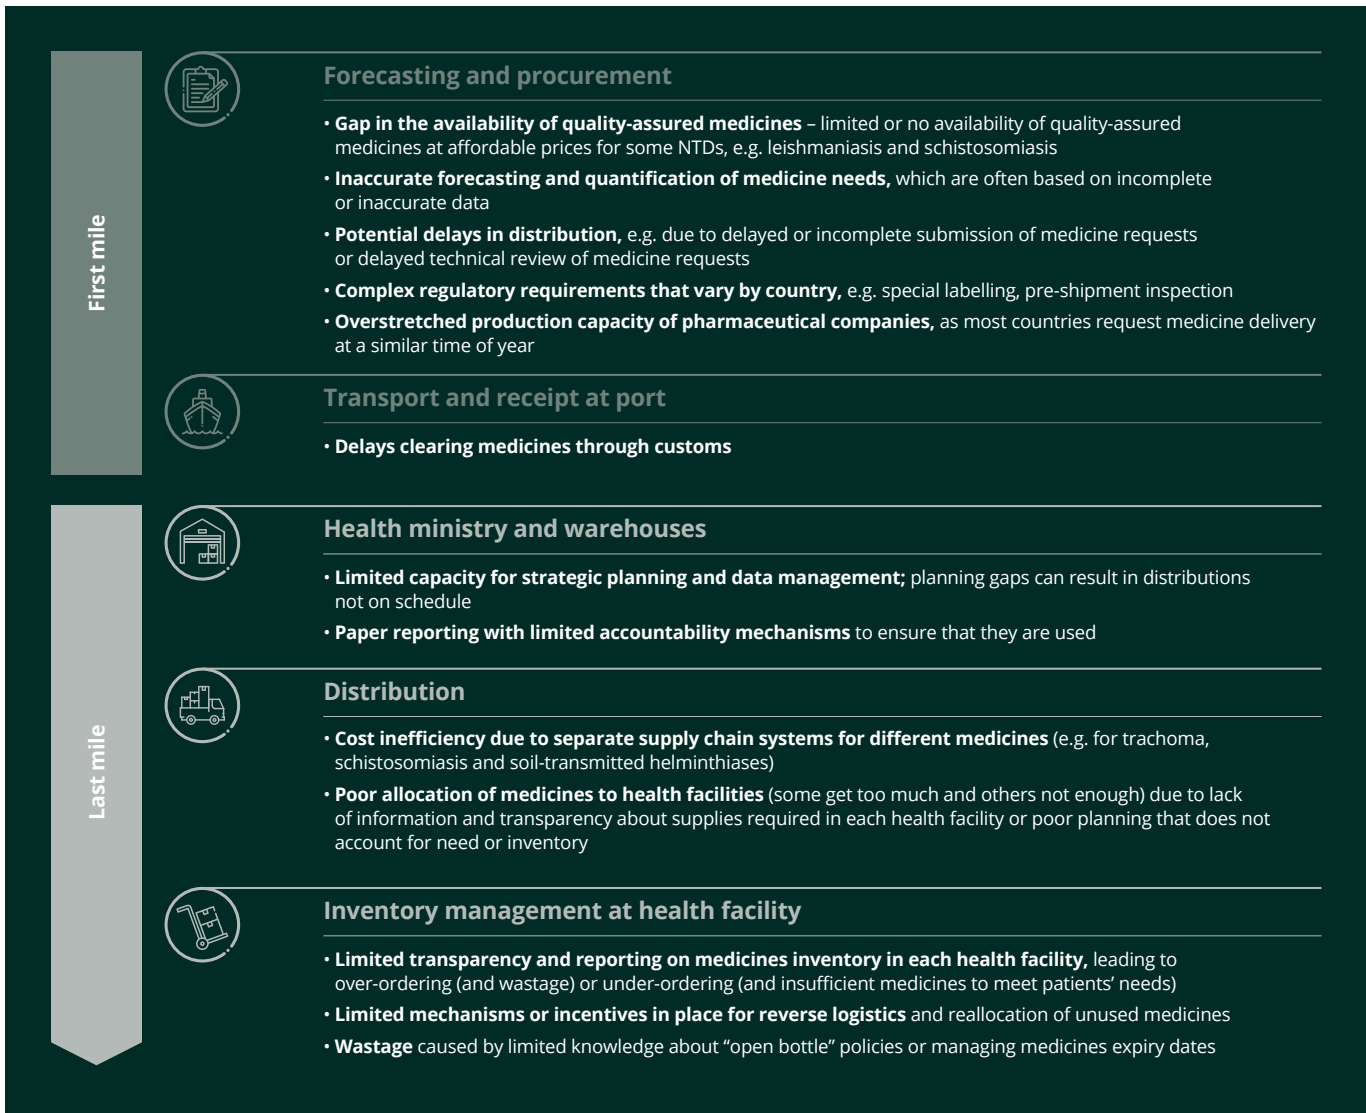 First mile
Forecasting and procurement
• Gap in the availability of quality-assured medicines – limited or no availability of quality-assured
medicines at affordable prices for some NTDs, e.g. leishmaniasis and schistosomiasis
• Inaccurate forecasting and quantification of medicine needs, which are often based on incomplete
or inaccurate data
• Potential delays in distribution, e.g. due to delayed or incomplete submission of medicine requests
or delayed technical review of medicine requests
• Complex regulatory requirements that vary by country, e.g. special labelling, pre-shipment inspection
• Overstretched production capacity of pharmaceutical companies, as most countries request medicine delivery
at a similar time of year
Transport and receipt at port
• Delays clearing medicines through customs
Last mile
Health ministry and warehouses
• Limited capacity for strategic planning and data management; planning gaps can result in distributions
not on schedule
• Paper reporting with limited accountability mechanisms to ensure that they are used
Distribution
• Cost inefficiency due to separate supply chain systems for different medicines (e.g. for trachoma,
schistosomiasis and soil-transmitted helminthiases)
• Poor allocation of medicines to health facilities (some get too much and others not enough) due to lack
of information and transparency about supplies required in each health facility or poor planning that does not
account for need or inventory
Inventory management at health facility
• Limited transparency and reporting on medicines inventory in each health facility, leading to
over-ordering (and wastage) or under-ordering (and insufficient medicines to meet patients’ needs)
• Limited mechanisms or incentives in place for reverse logistics and reallocation of unused medicines
• Wastage caused by limited knowledge about “open bottle” policies or managing medicines expiry dates